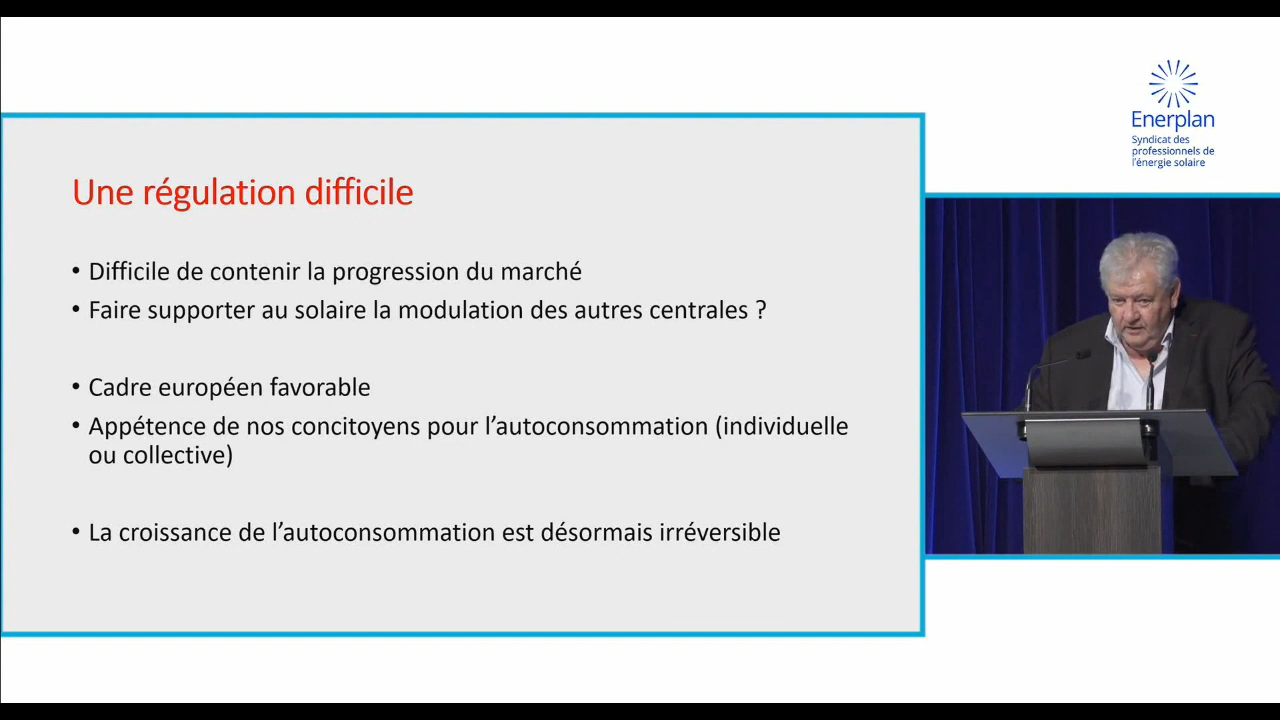 Enerplan
Syndicat des
professionnels de
l'énergie solaire
Une régulation difficile
• Difficile de contenir la progression du marché
• Faire supporter au solaire la modulation des autres centrales ?
• Cadre européen favorable
• Appétence de nos concitoyens pour l'autoconsommation (individuelle
ou collective)
• La croissance de l'autoconsommation est désormais irréversible